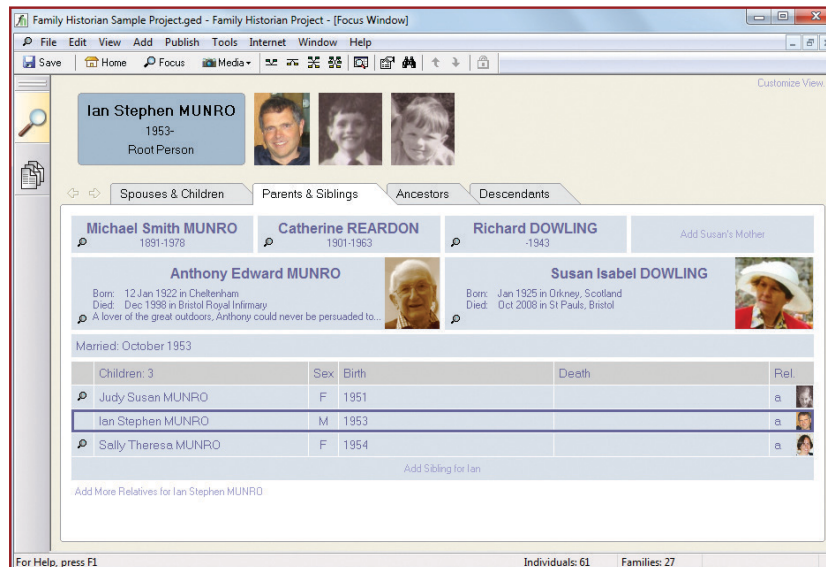 Family Historian Sample Project.ged - Family Historian Project - [Focus Window]
File Edit View Add Publish Tools Internet Window Help
Save Home Focus Media
Customize View
Ian Stephen MUNRO
1953-
Root Person
Spouses & Children Parents & Siblings Ancestors Descendants
Michael Smith MUNRO Catherine REARDON Richard DOWLING Add Susan's Mother
1891-1978 1901-1963 -1943
Anthony Edward MUNRO Susan Isabel DOWLING
Born: 12 Jan 1922 in Cheltenham Born: Jan 1925 in Orkney, Scotland
Died: Dec 1998 in Bristol Royal Infirmary Died: Oct 2008 in St Pauls, Bristol
A lover of the great outdoors, Anthony could never be persuaded to...
Married: October 1953
Children: 3 Sex Birth Death Rel.
Judy Susan MUNRO F 1951 a
Ian Stephen MUNRO M 1953 a
Sally Theresa MUNRO F 1954 a
Add Sibling for Ian
Add More Relatives for Ian Stephen MUNRO
For Help, press F1 Individuals: 61 Families: 27